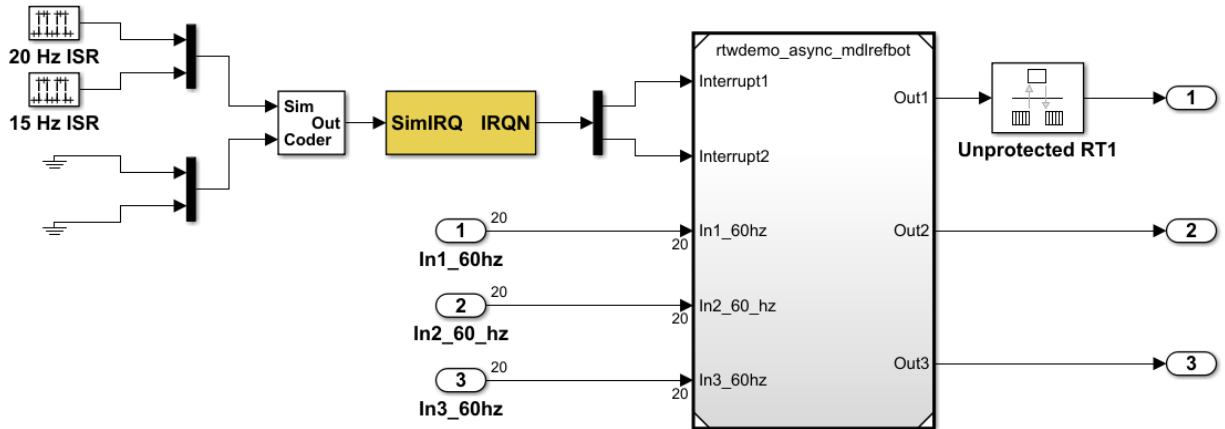 20 Hz ISR
15 Hz ISR
Sim
Out
Coder
SimIRQ IRQN
rtwdemo_async_mdlrefbot
Interrupt1
Interrupt2
In1_60hz
In2_60_hz
In3_60hz
Out1
Out2
Out3
Unprotected RT1
1
2
3
1
20
20
In1_60hz
2
20
20
In2_60_hz
3
20
20
In3_60hz